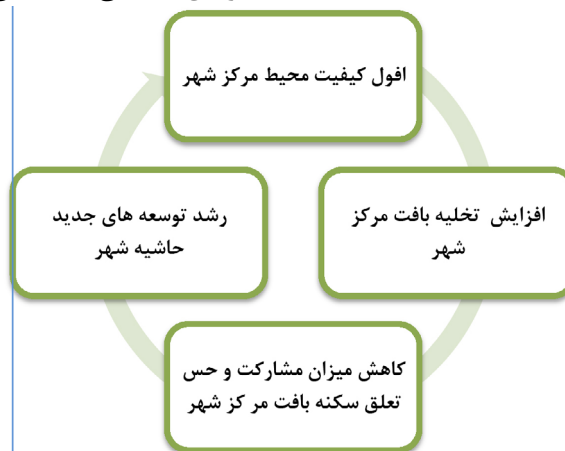 افول کیفیت محیط مرکز شهر
افزایش تخلیه بافت مرکز
شهر
کاهش میزان مشارکت و حس
تعلق سکنه بافت مر کز شهر
رشد توسعه های جدید
حاشیه شهر